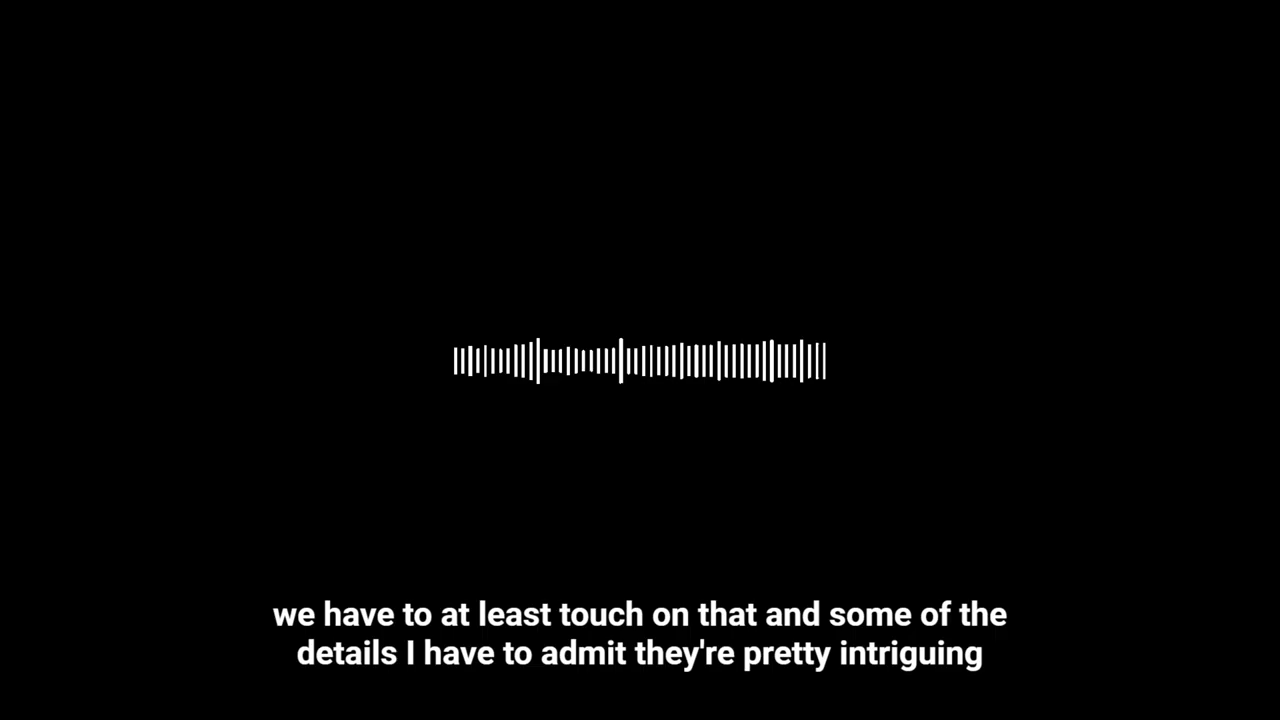 we have to at least touch on that and some of the
details I have to admit they're pretty intriguing